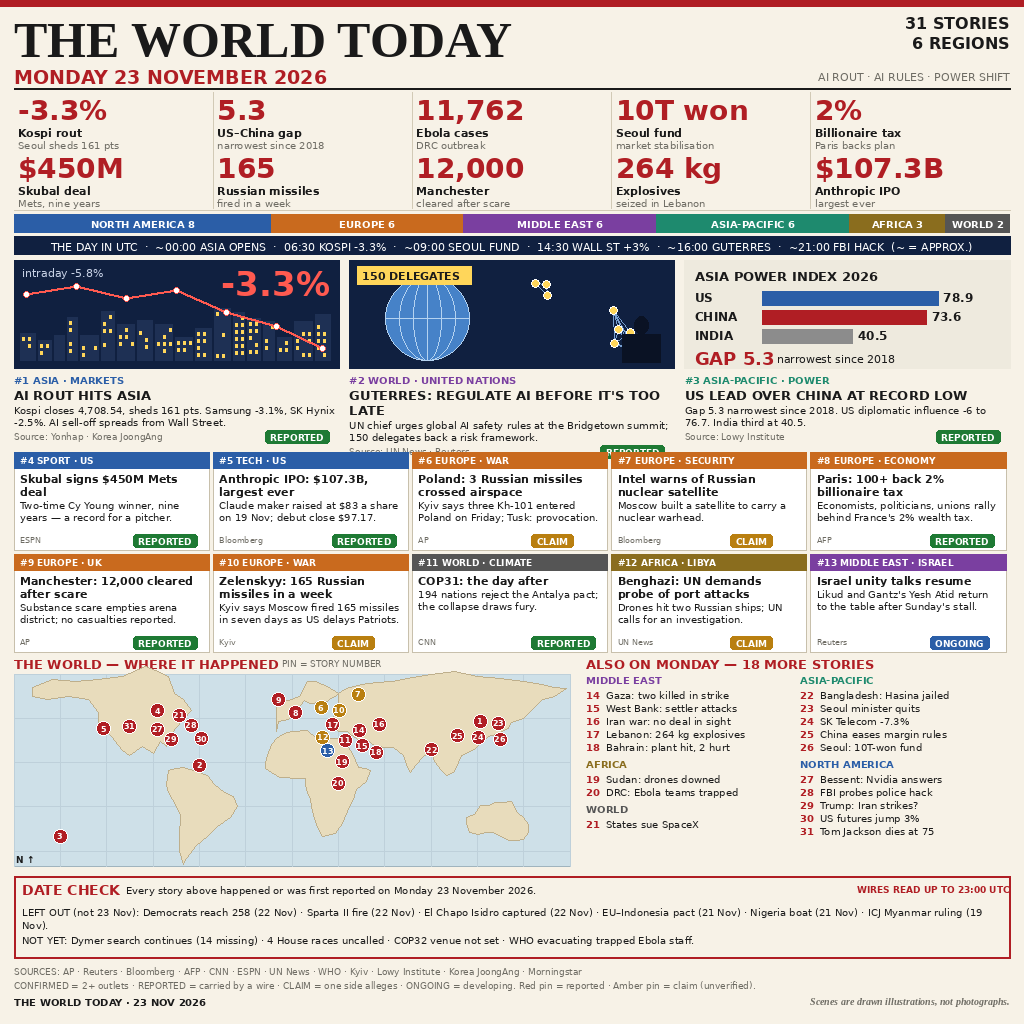 THE WORLD TODAY
31 STORIES
6 REGIONS
MONDAY 23 NOVEMBER 2026
AI ROUT · AI RULES · POWER SHIFT
-3.3%
Kospi rout
Seoul sheds 161 pts
5.3
US–China gap
narrowest since 2018
11,762
Ebola cases
DRC outbreak
10T won
Seoul fund
market stabilisation
2%
Billionaire tax
Paris backs plan
$450M
Skubal deal
Mets, nine years
165
Russian missiles
fired in a week
12,000
Manchester
cleared after scare
264 kg
Explosives
seized in Lebanon
$107.3B
Anthropic IPO
largest ever
NORTH AMERICA 8
EUROPE 6
MIDDLE EAST 6
ASIA-PACIFIC 6
AFRICA 3
WORLD 2
THE DAY IN UTC · ~00:00 ASIA OPENS · 06:30 KOSPI -3.3% · ~09:00 SEOUL FUND · 14:30 WALL ST +3% · ~16:00 GUTERRES · ~21:00 FBI HACK (~ = APPROX.)
intraday -5.8%
-3.3%
#1 ASIA · MARKETS
AI ROUT HITS ASIA
Kospi closes 4,708.54, sheds 161 pts. Samsung -3.1%, SK Hynix
-2.5%. AI sell-off spreads from Wall Street.
Source: Yonhap · Korea JoongAng
REPORTED
150 DELEGATES
#2 WORLD · UNITED NATIONS
GUTERRES: REGULATE AI BEFORE IT'S TOO
LATE
UN chief urges global AI safety rules at the Bridgetown summit;
150 delegates back a risk framework.
Source: UN News · Reuters
REPORTED
ASIA POWER INDEX 2026
US 78.9
CHINA 73.6
INDIA 40.5
GAP 5.3 narrowest since 2018
#3 ASIA-PACIFIC · POWER
US LEAD OVER CHINA AT RECORD LOW
Gap 5.3 narrowest since 2018. US diplomatic influence -6 to
76.7. India third at 40.5.
Source: Lowy Institute
REPORTED
#4 SPORT · US
Skubal signs $450M Mets
deal
Two-time Cy Young winner, nine
years — a record for a pitcher.
ESPN
REPORTED
#5 TECH · US
Anthropic IPO: $107.3B,
largest ever
Claude maker raised at $83 a share
on 19 Nov; debut close $97.17.
Bloomberg
REPORTED
#6 EUROPE · WAR
Poland: 3 Russian missiles
crossed airspace
Kyiv says three Kh-101 entered
Poland on Friday; Tusk: provocation.
AP
CLAIM
#7 EUROPE · SECURITY
Intel warns of Russian
nuclear satellite
Moscow built a satellite to carry a
nuclear warhead.
Bloomberg
CLAIM
#8 EUROPE · ECONOMY
Paris: 100+ back 2%
billionaire tax
Economists, politicians, unions rally
behind France's 2% wealth tax.
AFP
REPORTED
#9 EUROPE · UK
Manchester: 12,000 cleared
after scare
Substance scare empties arena
district; no casualties reported.
AP
REPORTED
#10 EUROPE · WAR
Zelenskyy: 165 Russian
missiles in a week
Kyiv says Moscow fired 165 missiles
in seven days as US delays Patriots.
Kyiv
CLAIM
#11 WORLD · CLIMATE
COP31: the day after
194 nations reject the Antalya pact;
the collapse draws fury.
CNN
REPORTED
#12 AFRICA · LIBYA
Benghazi: UN demands
probe of port attacks
Drones hit two Russian ships; UN
calls for an investigation.
UN News
CLAIM
#13 MIDDLE EAST · ISRAEL
Israel unity talks resume
Likud and Gantz's Yesh Atid return
to the table after Sunday's stall.
Reuters
ONGOING
THE WORLD — WHERE IT HAPPENED PIN = STORY NUMBER
7
9
6
10
4
8
21
5
31
27
28
17
16
14
1
23
29
30
12
11
25
24
26
13
15
18
22
2
19
20
3
N ↑
ALSO ON MONDAY — 18 MORE STORIES
MIDDLE EAST
14 Gaza: two killed in strike
15 West Bank: settler attacks
16 Iran war: no deal in sight
17 Lebanon: 264 kg explosives
18 Bahrain: plant hit, 2 hurt
AFRICA
19 Sudan: drones downed
20 DRC: Ebola teams trapped
WORLD
21 States sue SpaceX
ASIA-PACIFIC
22 Bangladesh: Hasina jailed
23 Seoul minister quits
24 SK Telecom -7.3%
25 China eases margin rules
26 Seoul: 10T-won fund
NORTH AMERICA
27 Bessent: Nvidia answers
28 FBI probes police hack
29 Trump: Iran strikes?
30 US futures jump 3%
31 Tom Jackson dies at 75
DATE CHECK Every story above happened or was first reported on Monday 23 November 2026.
WIRES READ UP TO 23:00 UTC
LEFT OUT (not 23 Nov): Democrats reach 258 (22 Nov) · Sparta II fire (22 Nov) · El Chapo Isidro captured (22 Nov) · EU–Indonesia pact (21 Nov) · Nigeria boat (21 Nov) · ICJ Myanmar ruling (19
Nov).
NOT YET: Dymer search continues (14 missing) · 4 House races uncalled · COP32 venue not set · WHO evacuating trapped Ebola staff.
SOURCES: AP · Reuters · Bloomberg · AFP · CNN · ESPN · UN News · WHO · Kyiv · Lowy Institute · Korea JoongAng · Morningstar
CONFIRMED = 2+ outlets · REPORTED = carried by a wire · CLAIM = one side alleges · ONGOING = developing. Red pin = reported · Amber pin = claim (unverified).
THE WORLD TODAY · 23 NOV 2026
Scenes are drawn illustrations, not photographs.